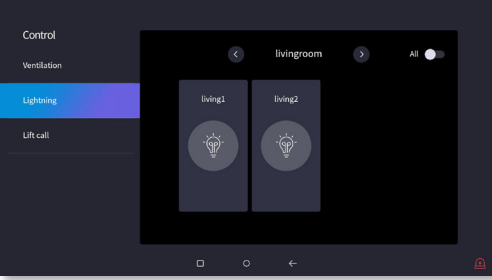 Control
Ventilation
Lightning
Lift call
livingroom
All
living1
living2